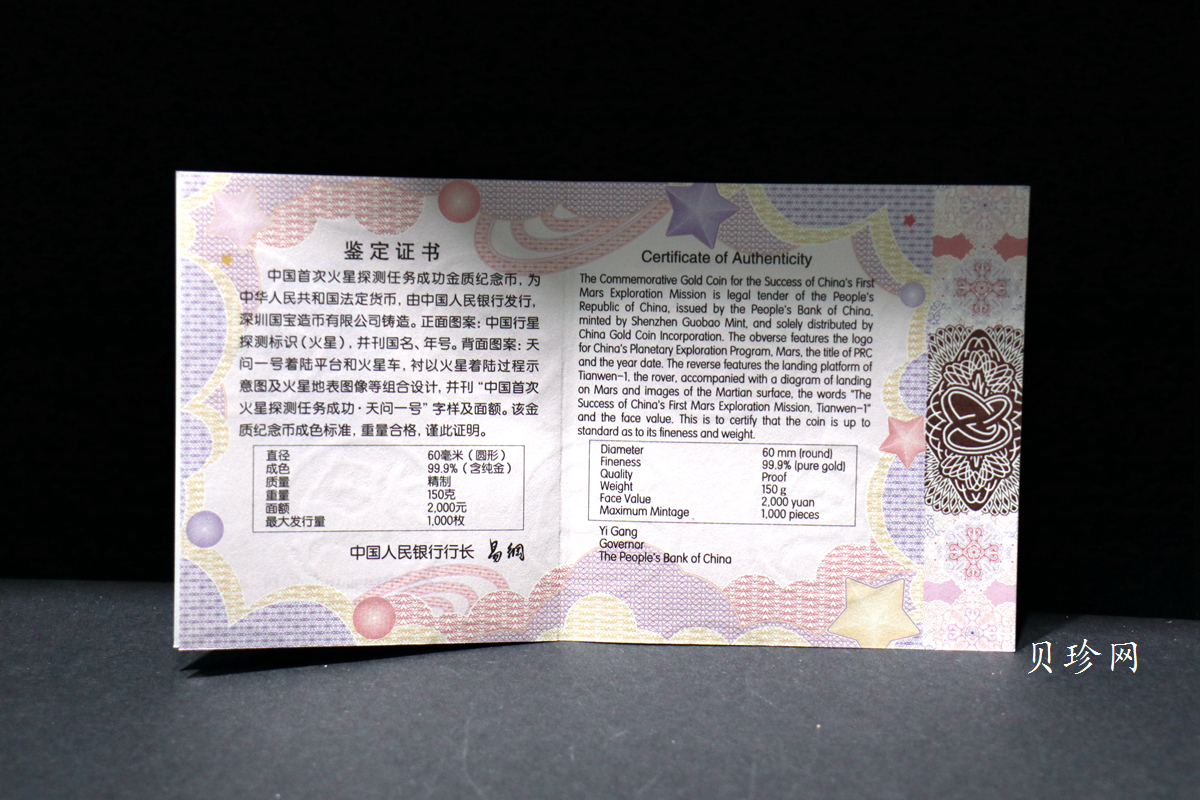 鉴定证书
中国首次火星探测任务成功金质纪念币，为
中华人民共和国法定货币，由中国人民银行发行，
深圳国宝造币有限公司铸造。正面图案：中国行星
探测标识（火星），并刊国名、年号。背面图案：天
问一号着陆平台和火星车，衬以火星着陆过程示
意图及火星地表图像等组合设计，并刊“中国首次
火星探测任务成功·天问一号”字样及面额。该金
质纪念币成色标准，重量合格，谨此证明。
直径 60毫米（圆形）
成色 99.9%（含纯金）
质量 精制
重量 150克
面额 2,000元
最大发行量 1,000枚
中国人民银行行长 易纲
Certificate of Authenticity
The Commemorative Gold Coin for the Success of China's First
Mars Exploration Mission is legal tender of the People's
Republic of China, issued by the People's Bank of China,
minted by Shenzhen Guobao Mint, and solely distributed by
China Gold Coin Incorporation. The obverse features the logo
for China's Planetary Exploration Program, Mars, the title of PRC
and the year date. The reverse features the landing platform of
Tianwen-1, the rover, accompanied with a diagram of landing
on Mars and images of the Martian surface, the words "The
Success of China's First Mars Exploration Mission, Tianwen-1"
and the face value. This is to certify that the coin is up to
standard as to its fineness and weight.
Diameter 60 mm (round)
Fineness 99.9% (pure gold)
Quality Proof
Weight 150 g
Face Value 2,000 yuan
Maximum Mintage 1,000 pieces
Yi Gang
Governor
The People's Bank of China
贝珍网